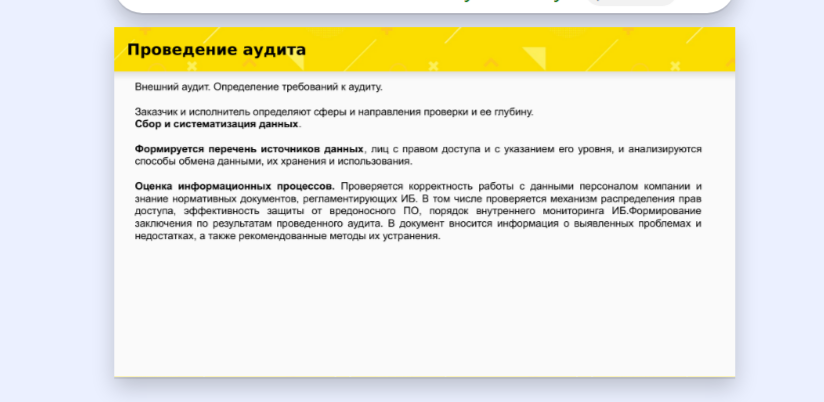 Проведение аудита
Внешний аудит. Определение требований к аудиту.
Заказчик и исполнитель определяют сферы и направления проверки и ее глубину.
Сбор и систематизация данных.
Формируется перечень источников данных, лиц с правом доступа и с указанием его уровня, и анализируются
способы обмена данными, их хранения и использования.
Оценка информационных процессов. Проверяется корректность работы с данными персоналом компании и
знание нормативных документов, регламентирующих ИБ. В том числе проверяется механизм распределения прав
доступа, эффективность защиты от вредоносного ПО, порядок внутреннего мониторинга ИБ.Формирование
заключения по результатам проведенного аудита. В документ вносится информация о выявленных проблемах и
недостатках, а также рекомендованные методы их устранения.